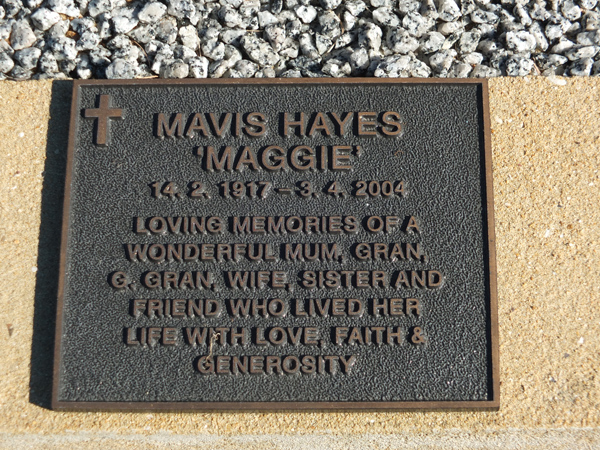 MAVIS HAYES
'MAGGIE'
14. 2. 1917 – 3. 4. 2004
LOVING MEMORIES OF A
WONDERFUL MUM, GRAN,
G. GRAN, WIFE, SISTER AND
FRIEND WHO LIVED HER
LIFE WITH LOVE, FAITH &
GENEROSITY